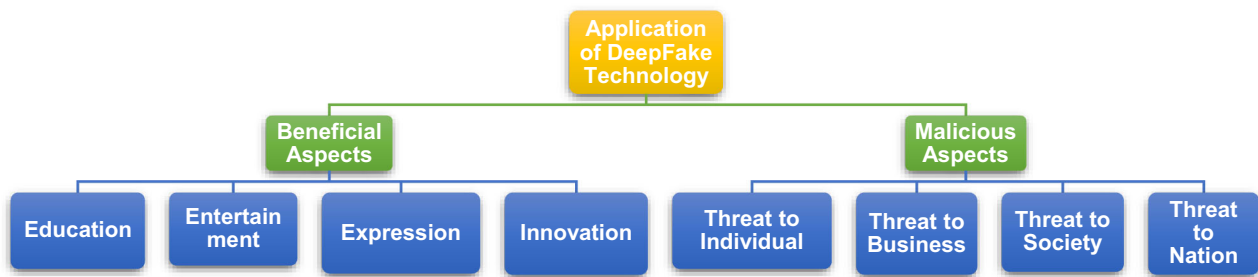 Application
of DeepFake
Technology
Beneficial
Aspects
Malicious
Aspects
Education
Entertain
ment
Expression
Innovation
Threat to
Individual
Threat to
Business
Threat to
Society
Threat
to
Nation